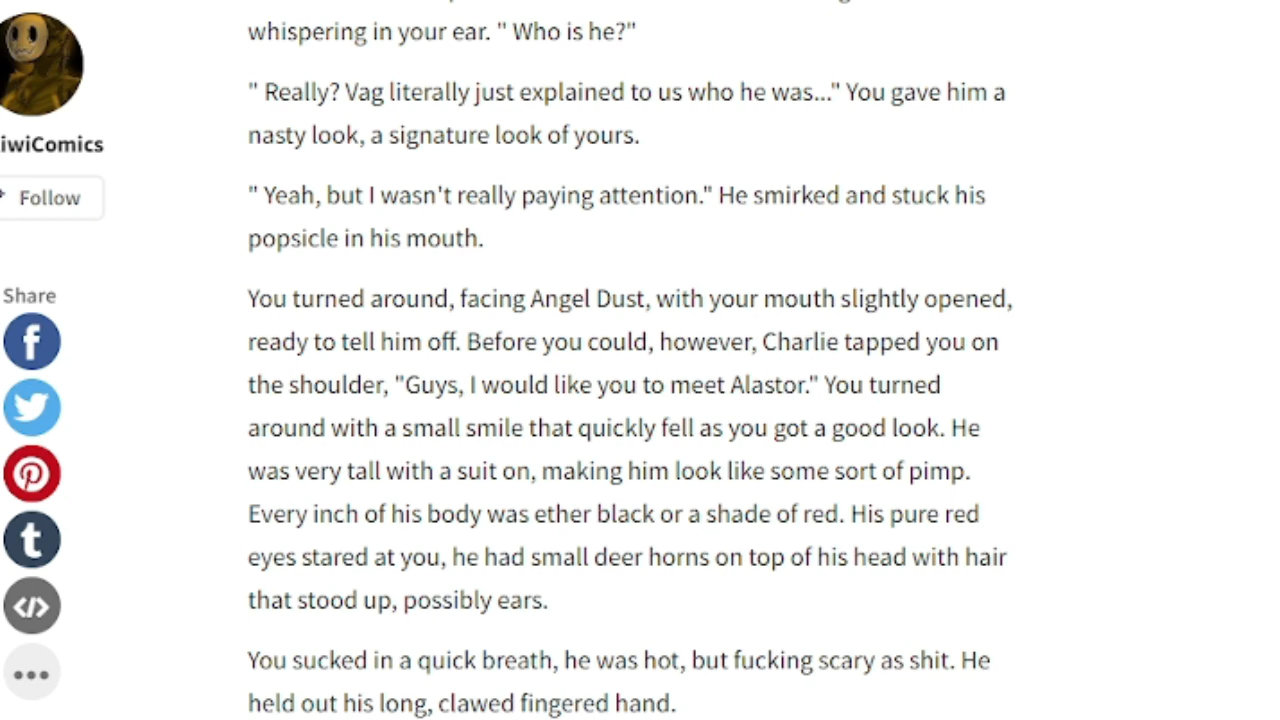 whispering in your ear. " Who is he?"
" Really? Vag literally just explained to us who he was..." You gave him a
nasty look, a signature look of yours.
" Yeah, but I wasn't really paying attention." He smirked and stuck his
popsicle in his mouth.
You turned around, facing Angel Dust, with your mouth slightly opened,
ready to tell him off. Before you could, however, Charlie tapped you on
the shoulder, "Guys, I would like you to meet Alastor." You turned
around with a small smile that quickly fell as you got a good look. He
was very tall with a suit on, making him look like some sort of pimp.
Every inch of his body was ether black or a shade of red. His pure red
eyes stared at you, he had small deer horns on top of his head with hair
that stood up, possibly ears.
You sucked in a quick breath, he was hot, but fucking scary as shit. He
held out his long, clawed fingered hand.
iwiComics
Follow
Share